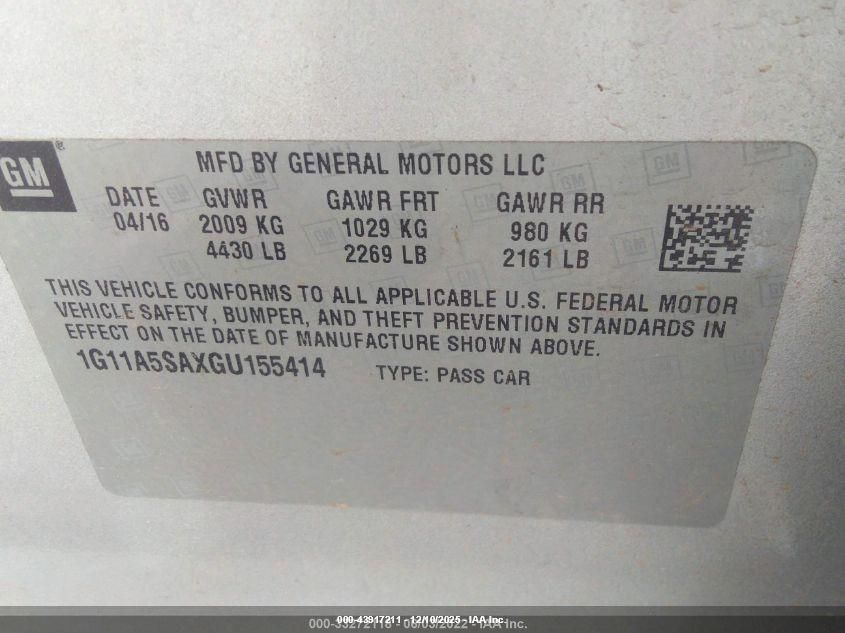 GM
MFD BY GENERAL MOTORS LLC
DATE GVWR GAWR FRT GAWR RR
04/16 2009 KG 1029 KG 980 KG
4430 LB 2269 LB 2161 LB
THIS VEHICLE CONFORMS TO ALL APPLICABLE U.S. FEDERAL MOTOR
VEHICLE SAFETY, BUMPER, AND THEFT PREVENTION STANDARDS IN
EFFECT ON THE DATE OF MANUFACTURE SHOWN ABOVE.
1G11A5SAXGU155414 TYPE: PASS CAR
000-43917211 - 12/10/2025 - IAA Inc.